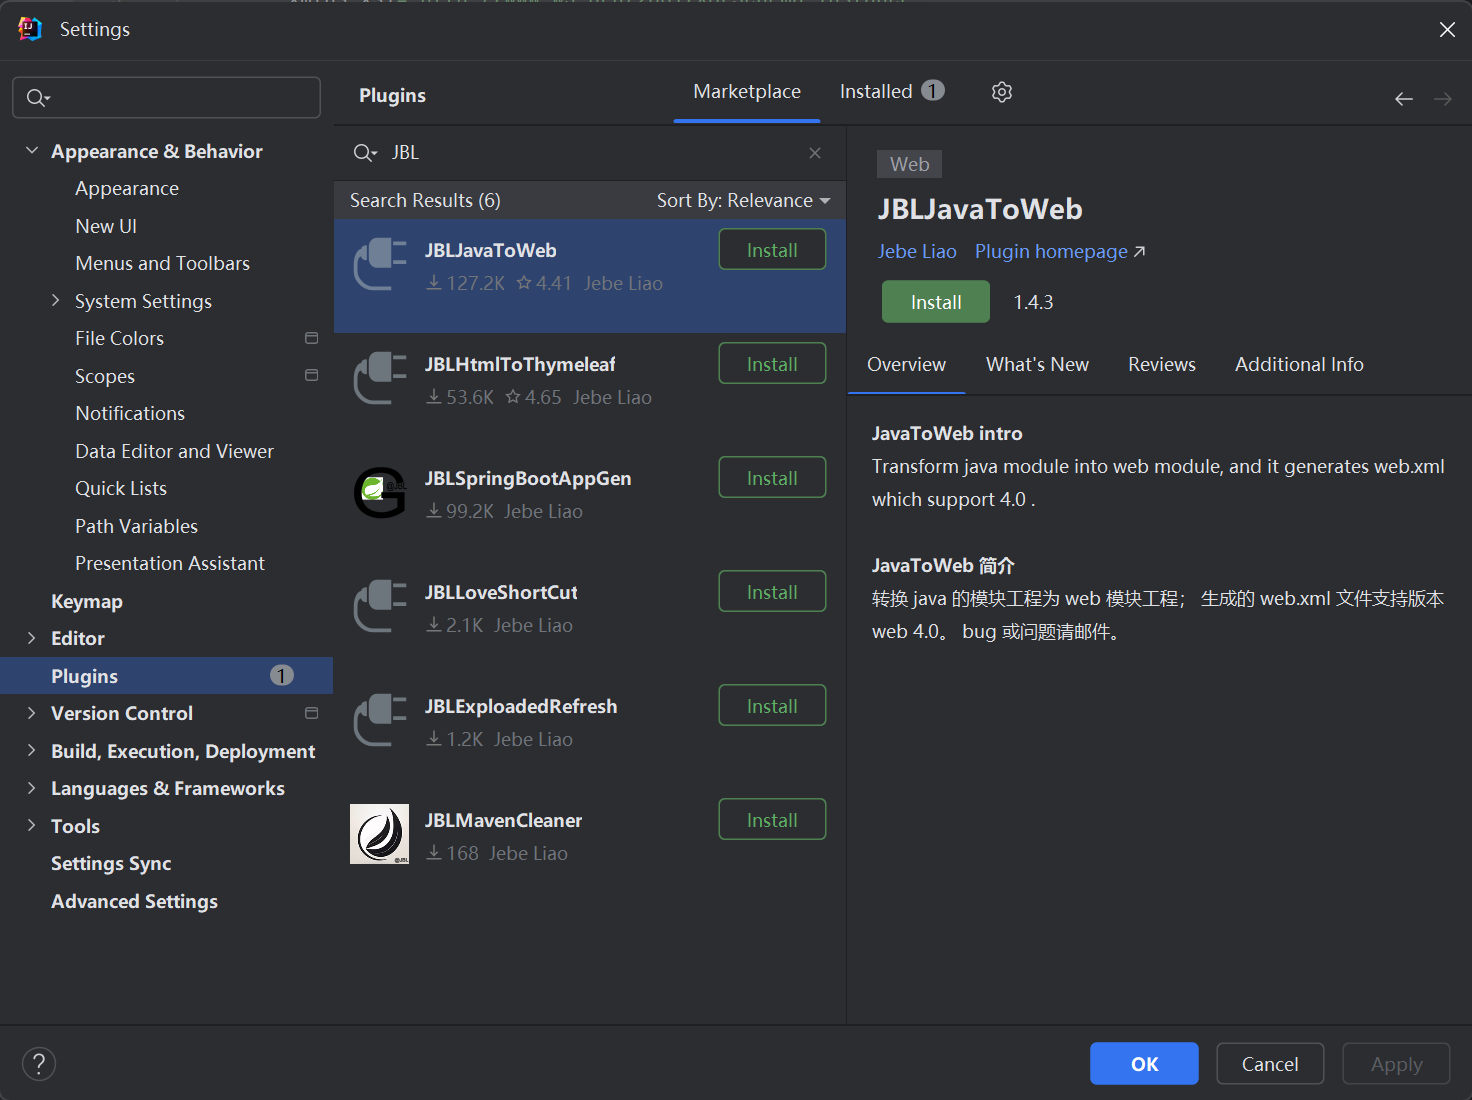 Settings
Appearance & Behavior
Appearance
New UI
Menus and Toolbars
System Settings
File Colors
Scopes
Notifications
Data Editor and Viewer
Quick Lists
Path Variables
Presentation Assistant
Keymap
Editor
Plugins 1
Version Control
Build, Execution, Deployment
Languages & Frameworks
Tools
Settings Sync
Advanced Settings
Plugins Marketplace Installed 1
JBL
Search Results (6) Sort By: Relevance
JBLJavaToWeb Install
127.2K 4.41 Jebe Liao
JBLHtmlToThymeleaf Install
53.6K 4.65 Jebe Liao
JBLSpringBootAppGen Install
99.2K Jebe Liao
JBLLoveShortCut Install
2.1K Jebe Liao
JBLExplodedRefresh Install
1.2K Jebe Liao
JBLMavenCleaner Install
168 Jebe Liao
Web
JBLJavaToWeb
Jebe Liao Plugin homepage
Install 1.4.3
Overview What's New Reviews Additional Info
JavaToWeb intro
Transform java module into web module, and it generates web.xml
which support 4.0 .
JavaToWeb 简介
转换 java 的模块工程为 web 模块工程； 生成的 web.xml 文件支持版本
web 4.0。 bug 或问题请邮件。
? OK Cancel Apply